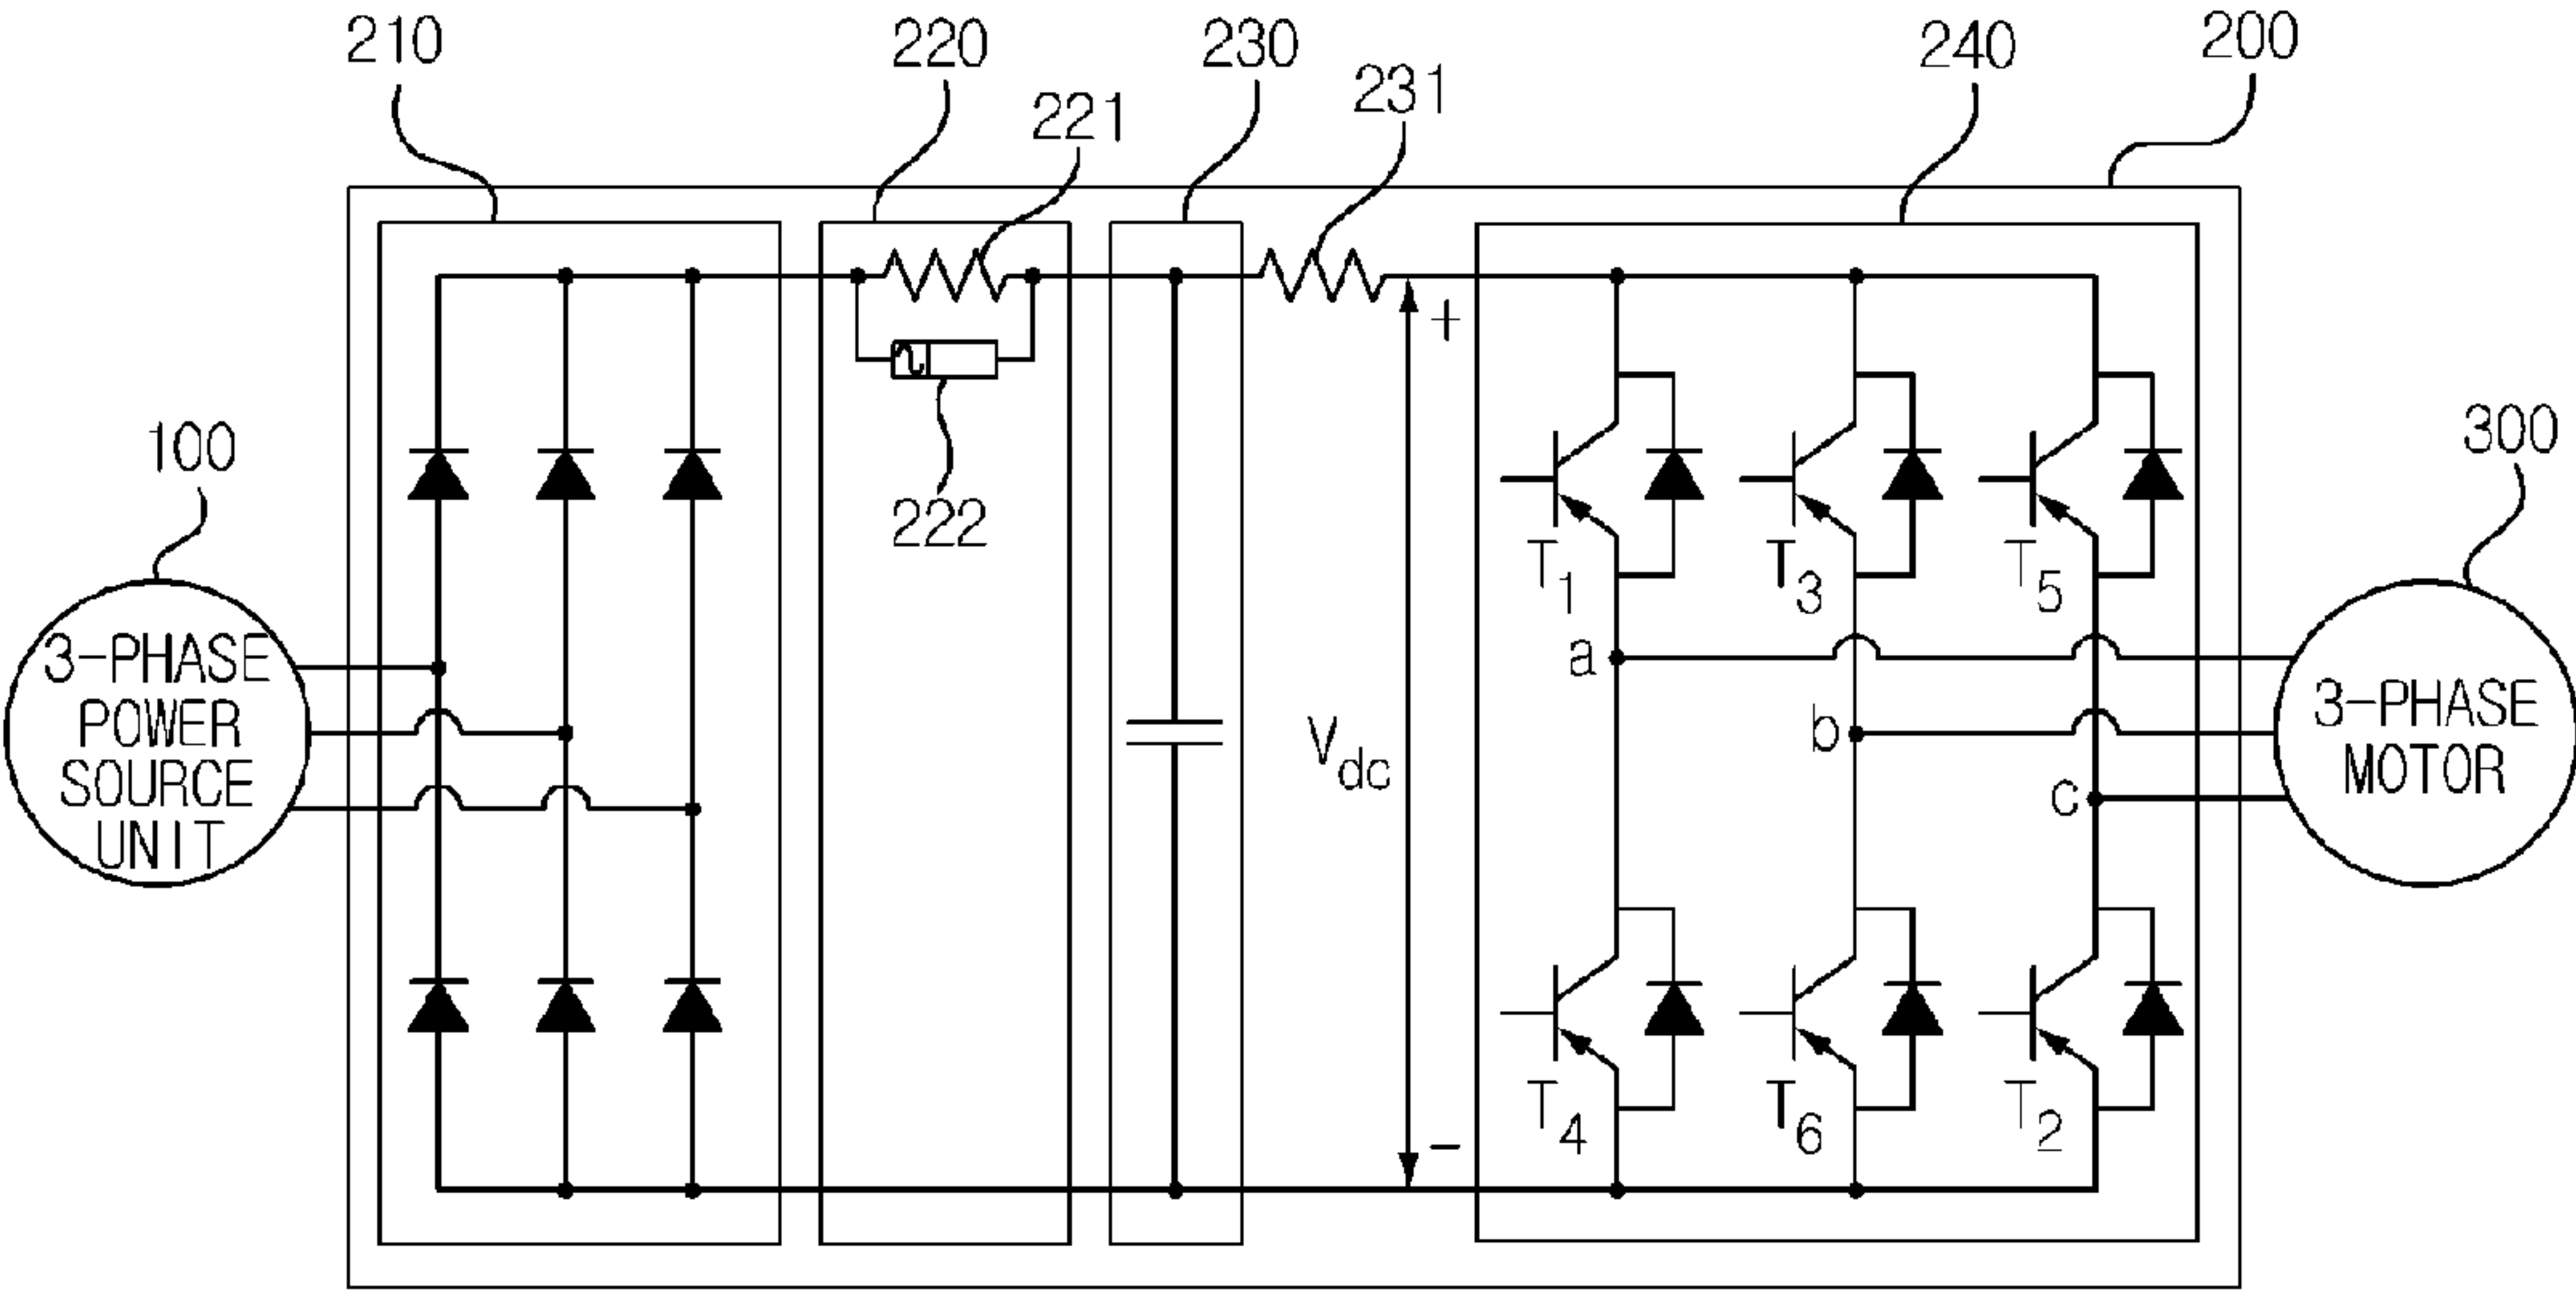 210
220
230
240
200
221
231
100
300
222
3-PHASE
POWER
SOURCE
UNIT
+
T1
T3
T5
a
b
c
Vdc
3-PHASE
MOTOR
−
T4
T6
T2